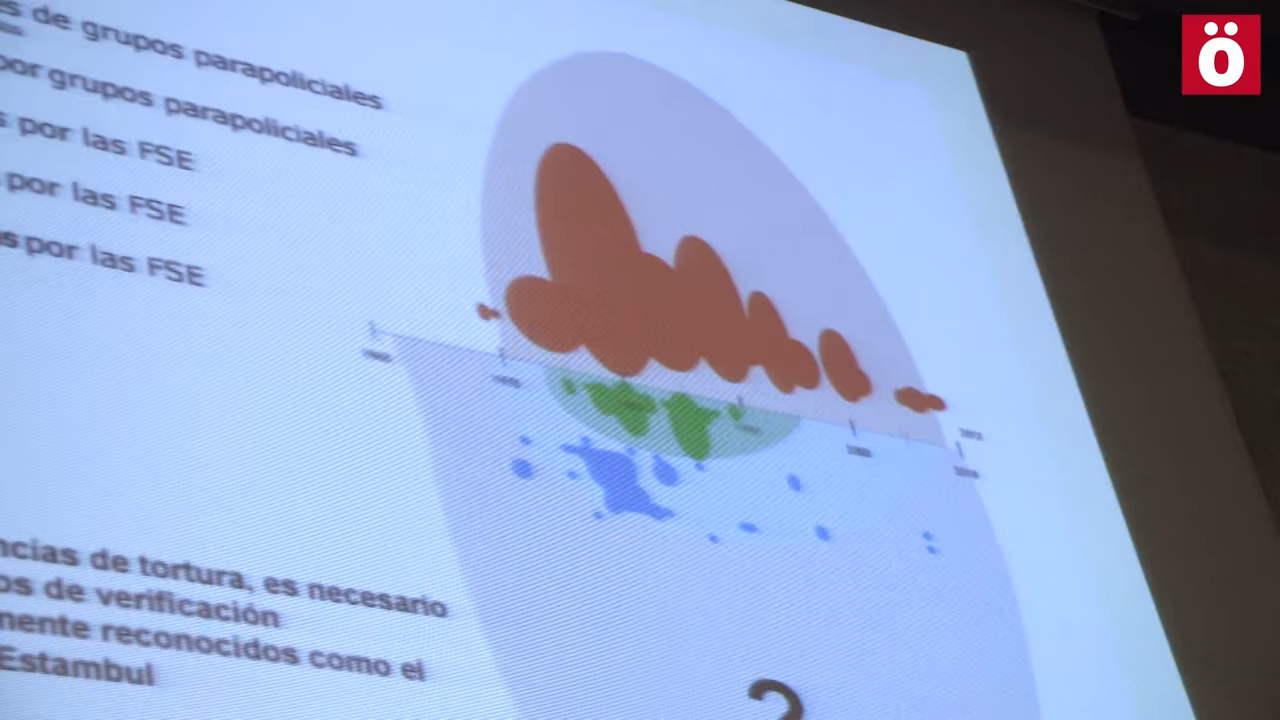 de grupos parapoliciales
por grupos parapoliciales
por las FSE
por las FSE
por las FSE
ncias de tortura, es necesario
os de verificación
mente reconocidos como el
Estambul
?
Ö